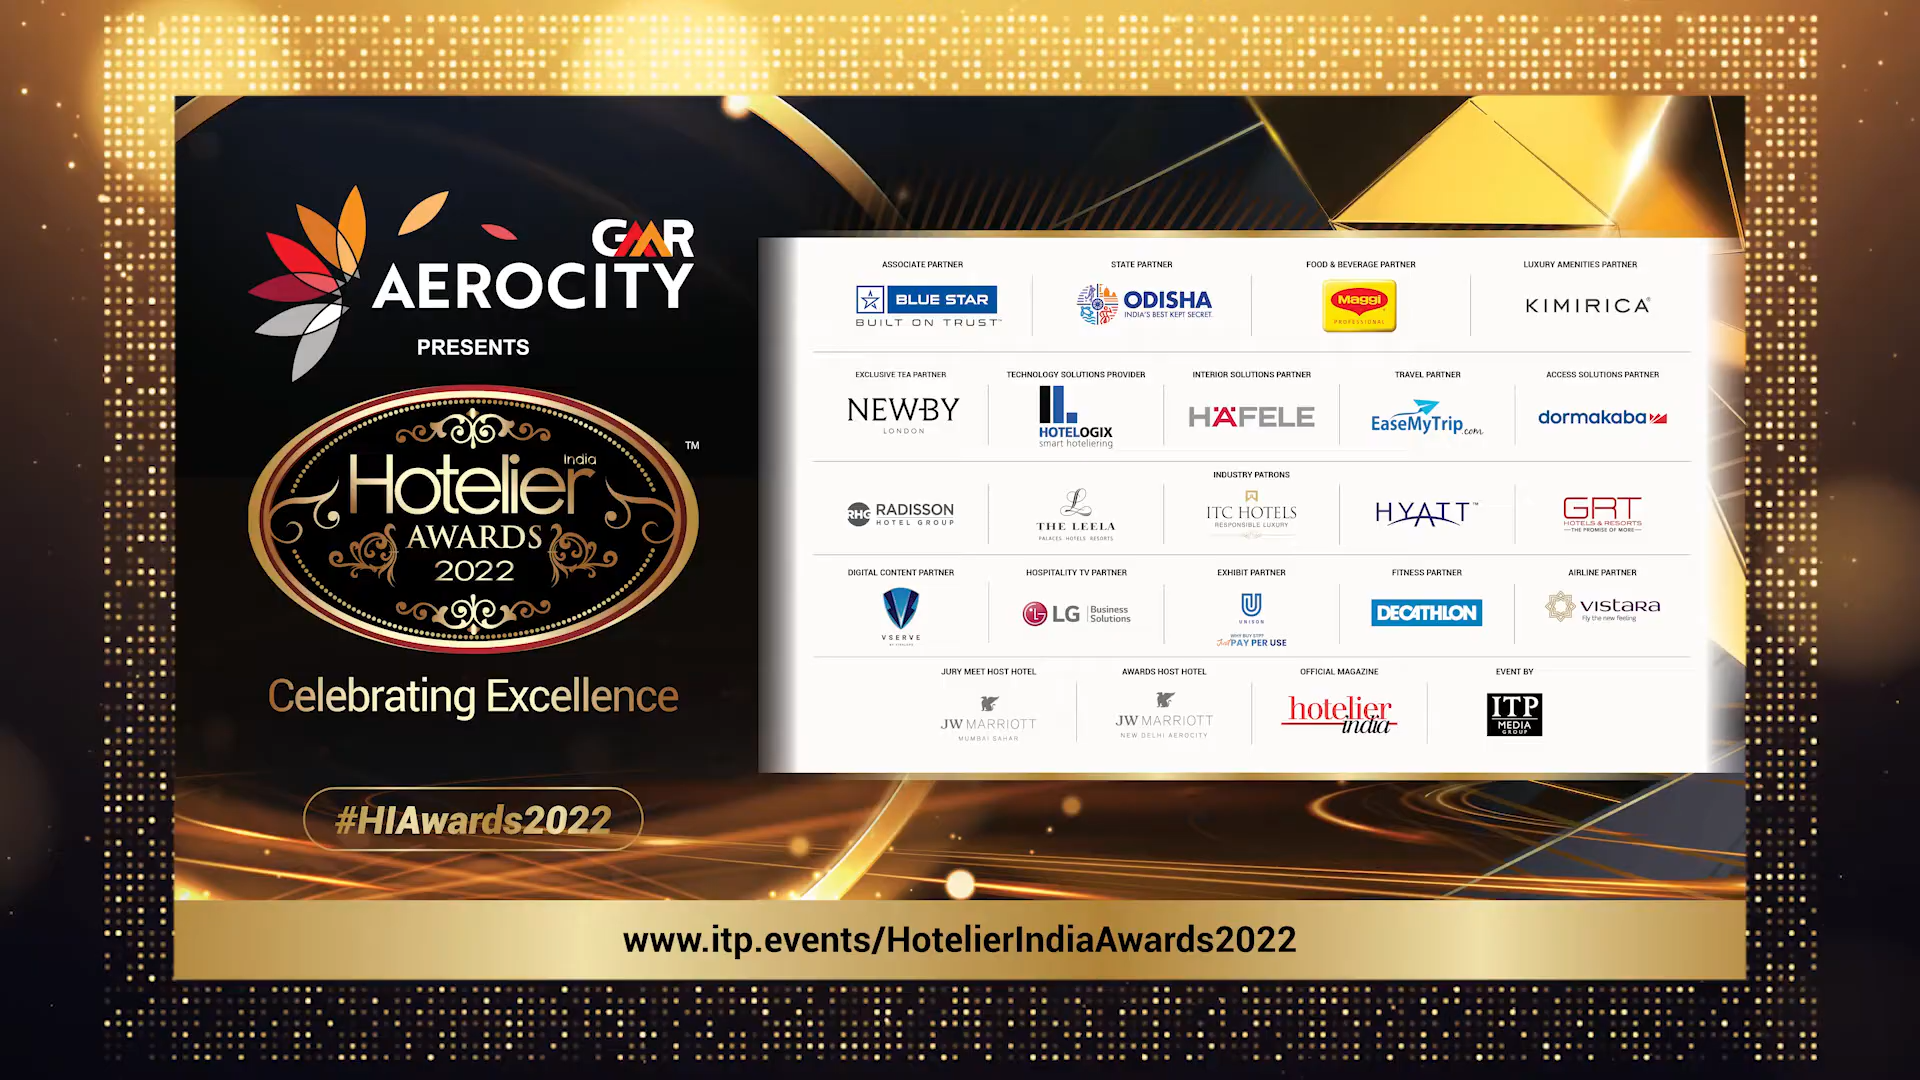 GMR
AEROCITY
PRESENTS
Hotelier India
AWARDS
2022
TM
Celebrating Excellence
#HIAwards2022
ASSOCIATE PARTNER
BLUE STAR
BUILT ON TRUST
STATE PARTNER
ODISHA
INDIA'S BEST KEPT SECRET.
FOOD & BEVERAGE PARTNER
Maggi
PROFESSIONAL
LUXURY AMENITIES PARTNER
KIMIRICA®
EXCLUSIVE TEA PARTNER
NEWBY
LONDON
TECHNOLOGY SOLUTIONS PROVIDER
HOTELOGIX
smart hoteliering
INTERIOR SOLUTIONS PARTNER
HÄFELE
TRAVEL PARTNER
EaseMyTrip.com
ACCESS SOLUTIONS PARTNER
dormakaba
INDUSTRY PATRONS
RHG RADISSON
HOTEL GROUP
L
THE LEELA
PALACES HOTELS RESORTS
ITC HOTELS
RESPONSIBLE LUXURY
HYATT™
GRT
HOTELS & RESORTS
—THE PROMISE OF MORE—
DIGITAL CONTENT PARTNER
VSERVE
HOSPITALITY TV PARTNER
LG Business
Solutions
EXHIBIT PARTNER
UNISON
WHY BUY IT?!?
Just PAY PER USE
FITNESS PARTNER
DECATHLON
AIRLINE PARTNER
VISTARA
Fly the new feeling
JURY MEET HOST HOTEL
JW MARRIOTT
MUMBAI SAHAR
AWARDS HOST HOTEL
JW MARRIOTT
NEW DELHI AEROCITY
OFFICIAL MAGAZINE
hotelier
india
EVENT BY
ITP
MEDIA
GROUP
www.itp.events/HotelierIndiaAwards2022